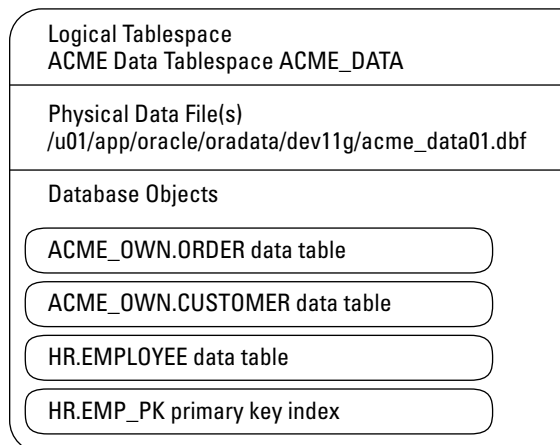 Logical Tablespace
ACME Data Tablespace ACME_DATA
Physical Data File(s)
/u01/app/oracle/oradata/dev11g/acme_data01.dbf
Database Objects
ACME_OWN.ORDER data table
ACME_OWN.CUSTOMER data table
HR.EMPLOYEE data table
HR.EMP_PK primary key index